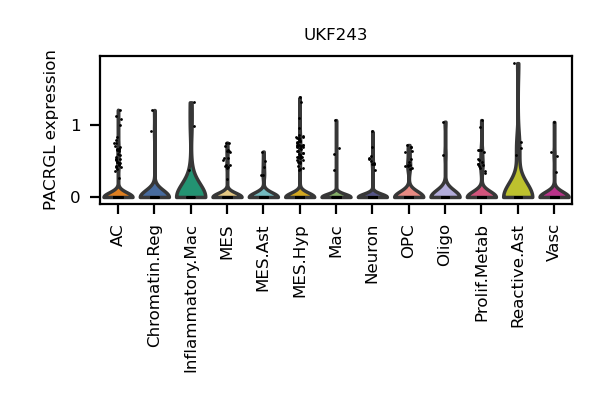 UKF243
PACRGL expression
1
0
AC
Chromatin.Reg
Inflammatory.Mac
MES
MES.Ast
MES.Hyp
Mac
Neuron
OPC
Oligo
Prolif.Metab
Reactive.Ast
Vasc